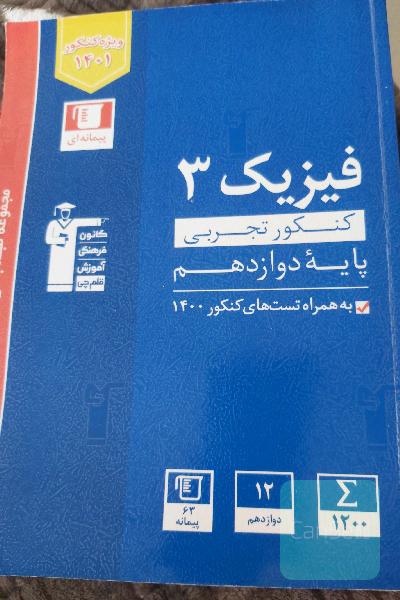 ویژه کنکور
۱۴۰۱
پیمانه‌ای
فیزیک ۳
کنکور تجربی
پایهٔ دوازدهم
به همراه تست‌های کنکور ۱۴۰۰
کانون
فرهنگی
آموزش
قلم‌چی
مجموعه
۶۳
پیمانه
۱۲
دوازدهم
Σ
۱۲۰۰